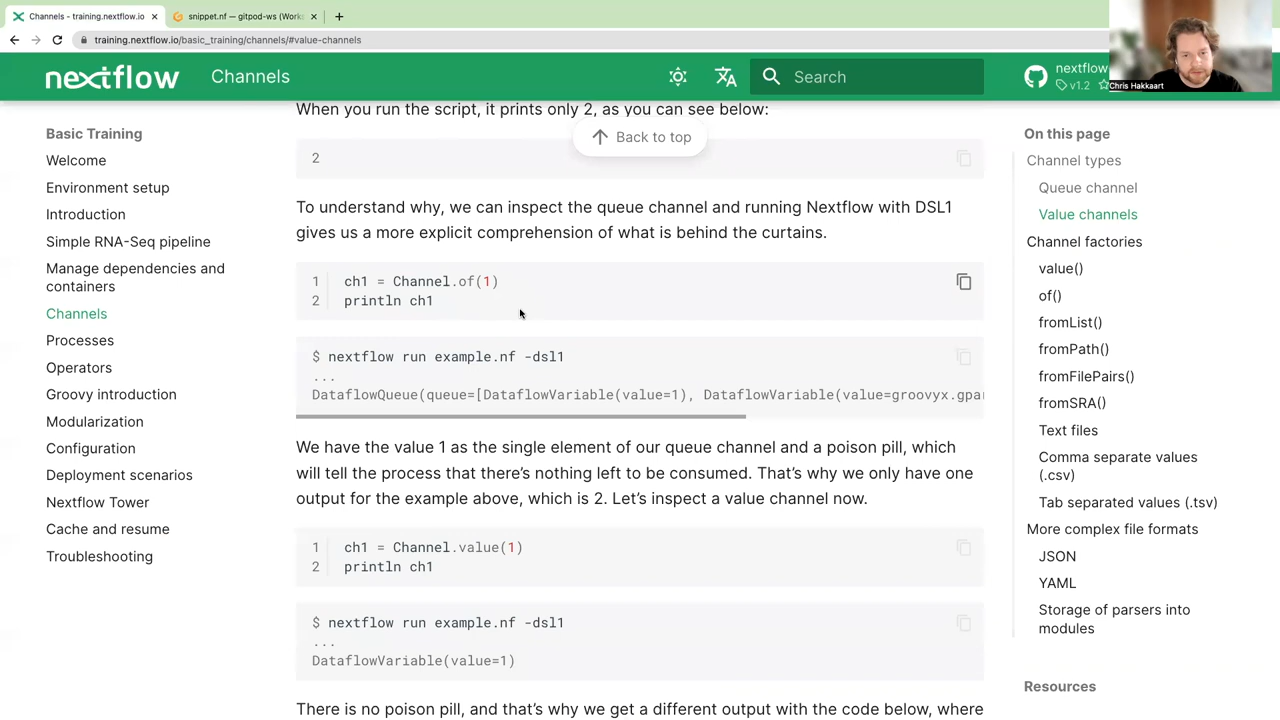 Channels - training.nextflow.io
snippet.nf — gitpod-ws (Works
training.nextflow.io/basic_training/channels/#value-channels
nextflow
Channels
Search
nextflow
v1.2
Chris Hakkaart
Basic Training
Welcome
Environment setup
Introduction
Simple RNA-Seq pipeline
Manage dependencies and
containers
Channels
Processes
Operators
Groovy introduction
Modularization
Configuration
Deployment scenarios
Nextflow Tower
Cache and resume
Troubleshooting
When you run the script, it prints only 2, as you can see below:
Back to top
2
To understand why, we can inspect the queue channel and running Nextflow with DSL1
gives us a more explicit comprehension of what is behind the curtains.
1 ch1 = Channel.of(1)
2 println ch1
$ nextflow run example.nf -dsl1
...
DataflowQueue(queue=[DataflowVariable(value=1), DataflowVariable(value=groovyx.gpa
We have the value 1 as the single element of our queue channel and a poison pill, which
will tell the process that there's nothing left to be consumed. That's why we only have one
output for the example above, which is 2. Let's inspect a value channel now.
1 ch1 = Channel.value(1)
2 println ch1
$ nextflow run example.nf -dsl1
...
DataflowVariable(value=1)
There is no poison pill, and that's why we get a different output with the code below, where
On this page
Channel types
Queue channel
Value channels
Channel factories
value()
of()
fromList()
fromPath()
fromFilePairs()
fromSRA()
Text files
Comma separate values
(.csv)
Tab separated values (.tsv)
More complex file formats
JSON
YAML
Storage of parsers into
modules
Resources